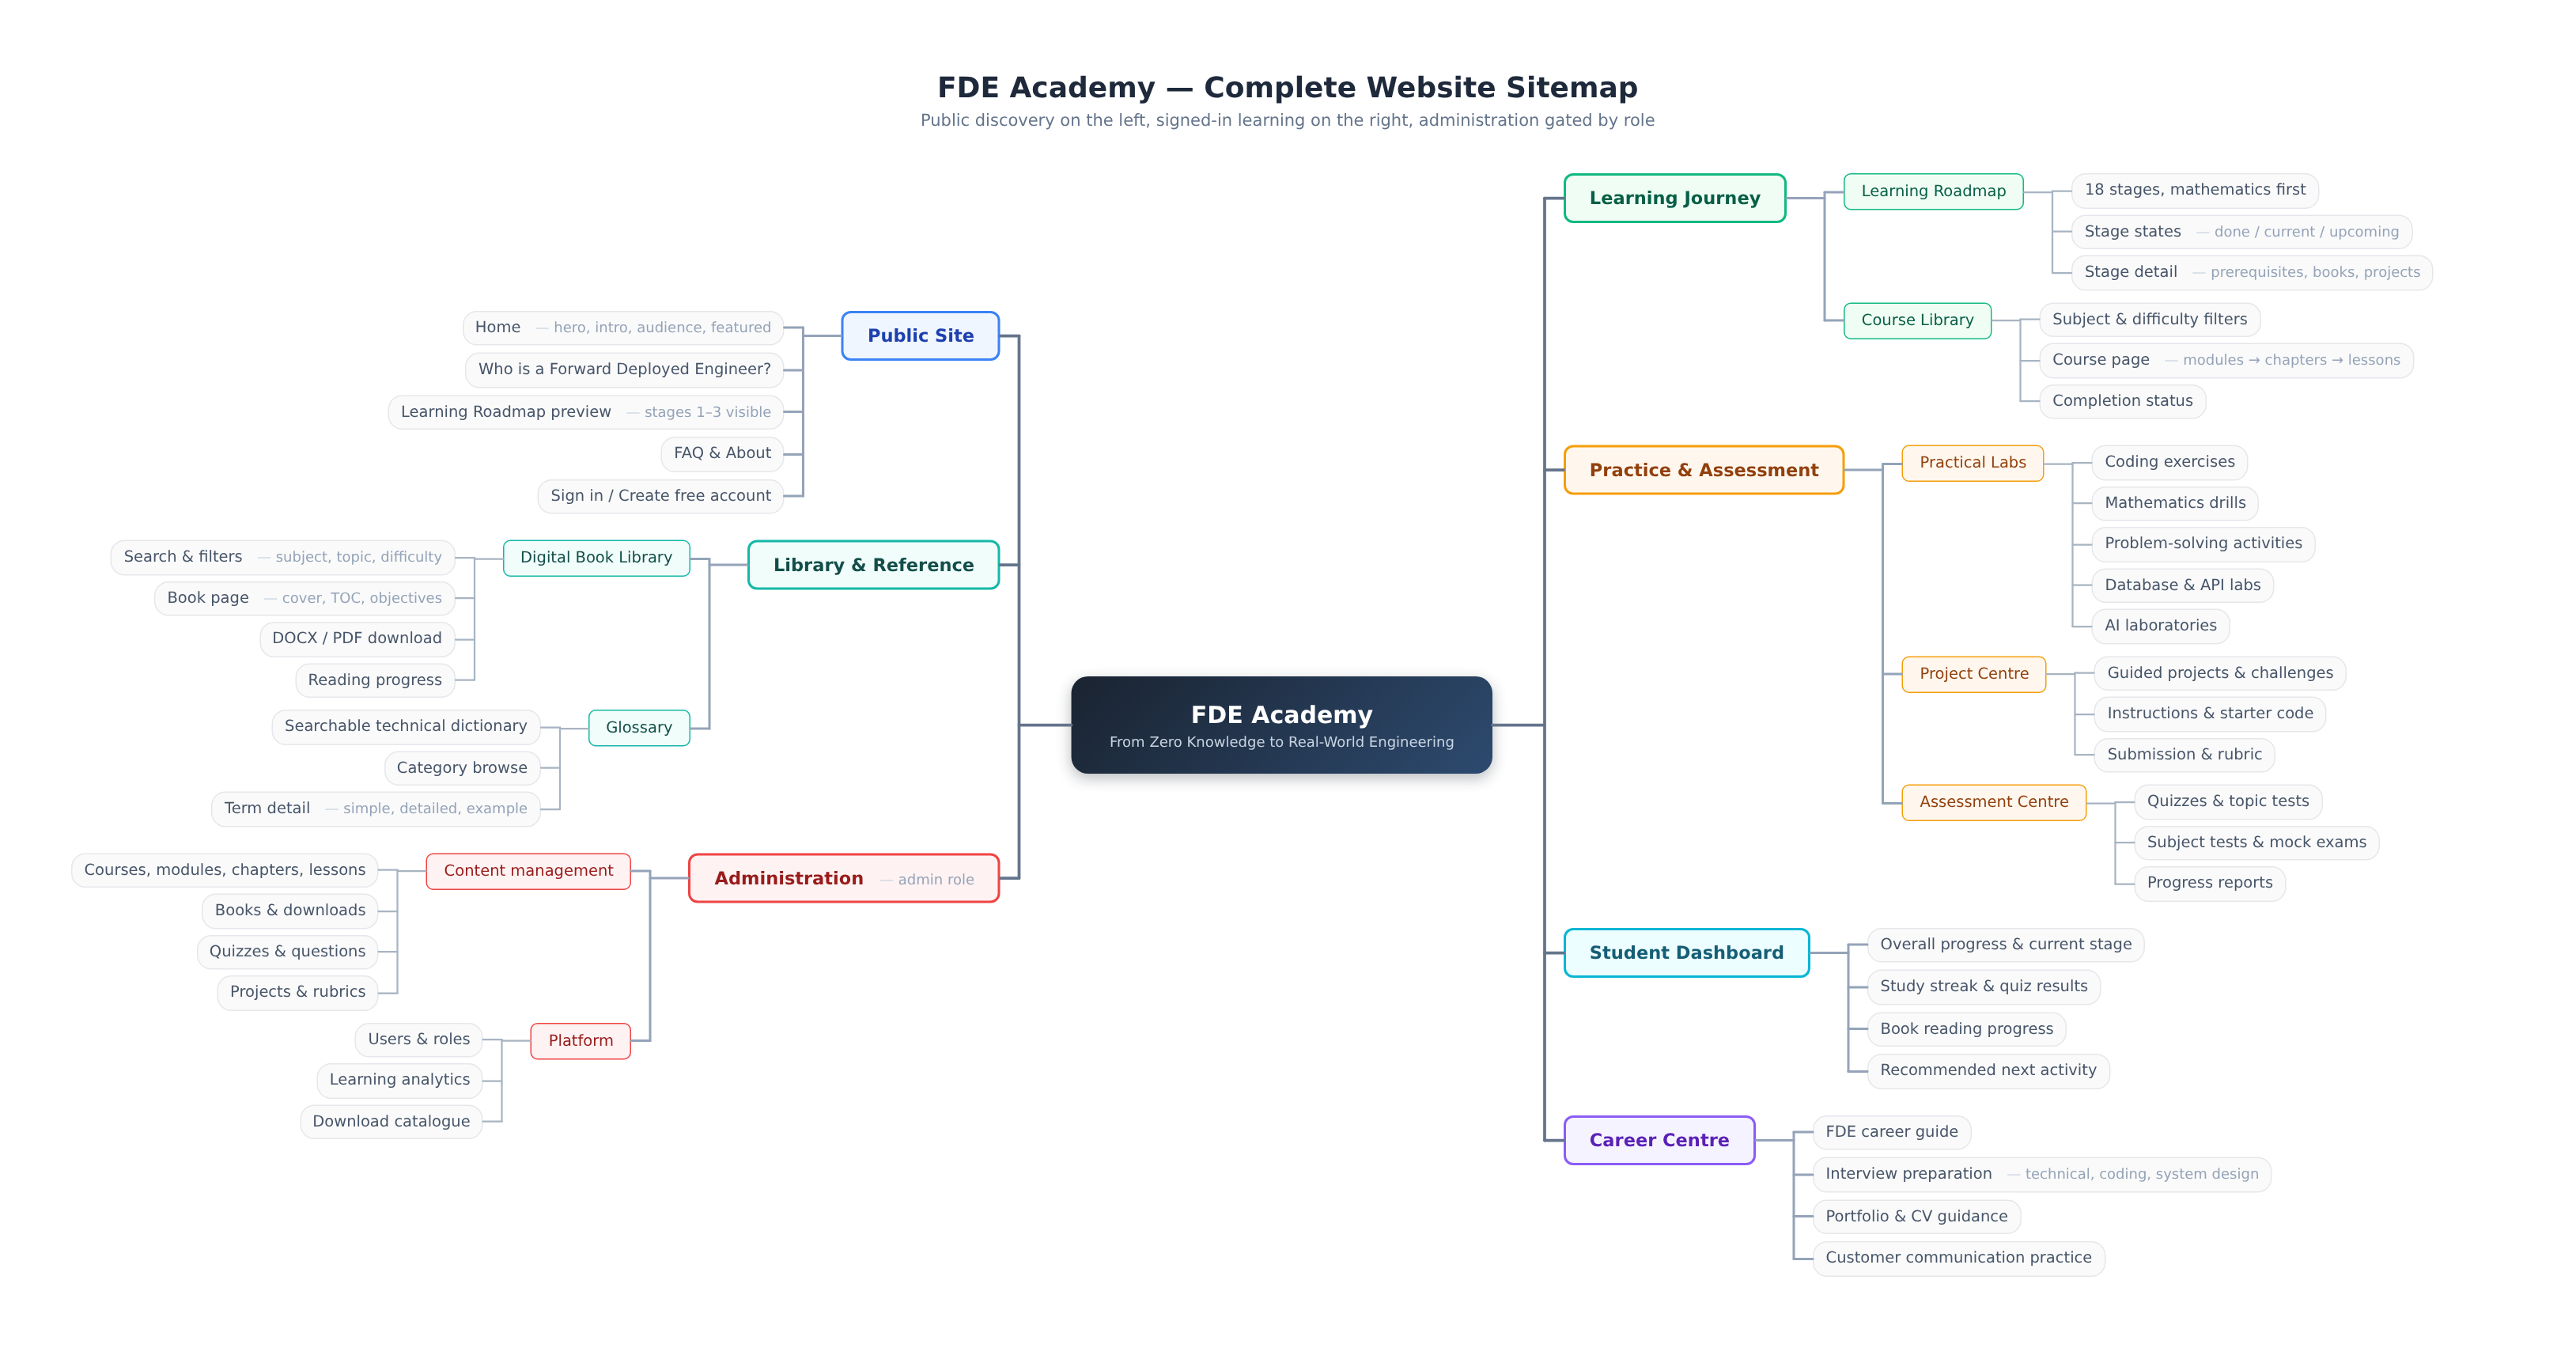 FDE Academy — Complete Website Sitemap
Public discovery on the left, signed-in learning on the right, administration gated by role
Public Site
Home — hero, intro, audience, featured
Who is a Forward Deployed Engineer?
Learning Roadmap preview — stages 1–3 visible
FAQ & About
Sign in / Create free account
Library & Reference
Digital Book Library
Search & filters — subject, topic, difficulty
Book page — cover, TOC, objectives
DOCX / PDF download
Reading progress
Glossary
Searchable technical dictionary
Category browse
Term detail — simple, detailed, example
Administration — admin role
Content management
Courses, modules, chapters, lessons
Books & downloads
Quizzes & questions
Projects & rubrics
Platform
Users & roles
Learning analytics
Download catalogue
FDE Academy
From Zero Knowledge to Real-World Engineering
Learning Journey
Learning Roadmap
18 stages, mathematics first
Stage states — done / current / upcoming
Stage detail — prerequisites, books, projects
Course Library
Subject & difficulty filters
Course page — modules → chapters → lessons
Completion status
Practice & Assessment
Practical Labs
Coding exercises
Mathematics drills
Problem-solving activities
Database & API labs
AI laboratories
Project Centre
Guided projects & challenges
Instructions & starter code
Submission & rubric
Assessment Centre
Quizzes & topic tests
Subject tests & mock exams
Progress reports
Student Dashboard
Overall progress & current stage
Study streak & quiz results
Book reading progress
Recommended next activity
Career Centre
FDE career guide
Interview preparation — technical, coding, system design
Portfolio & CV guidance
Customer communication practice